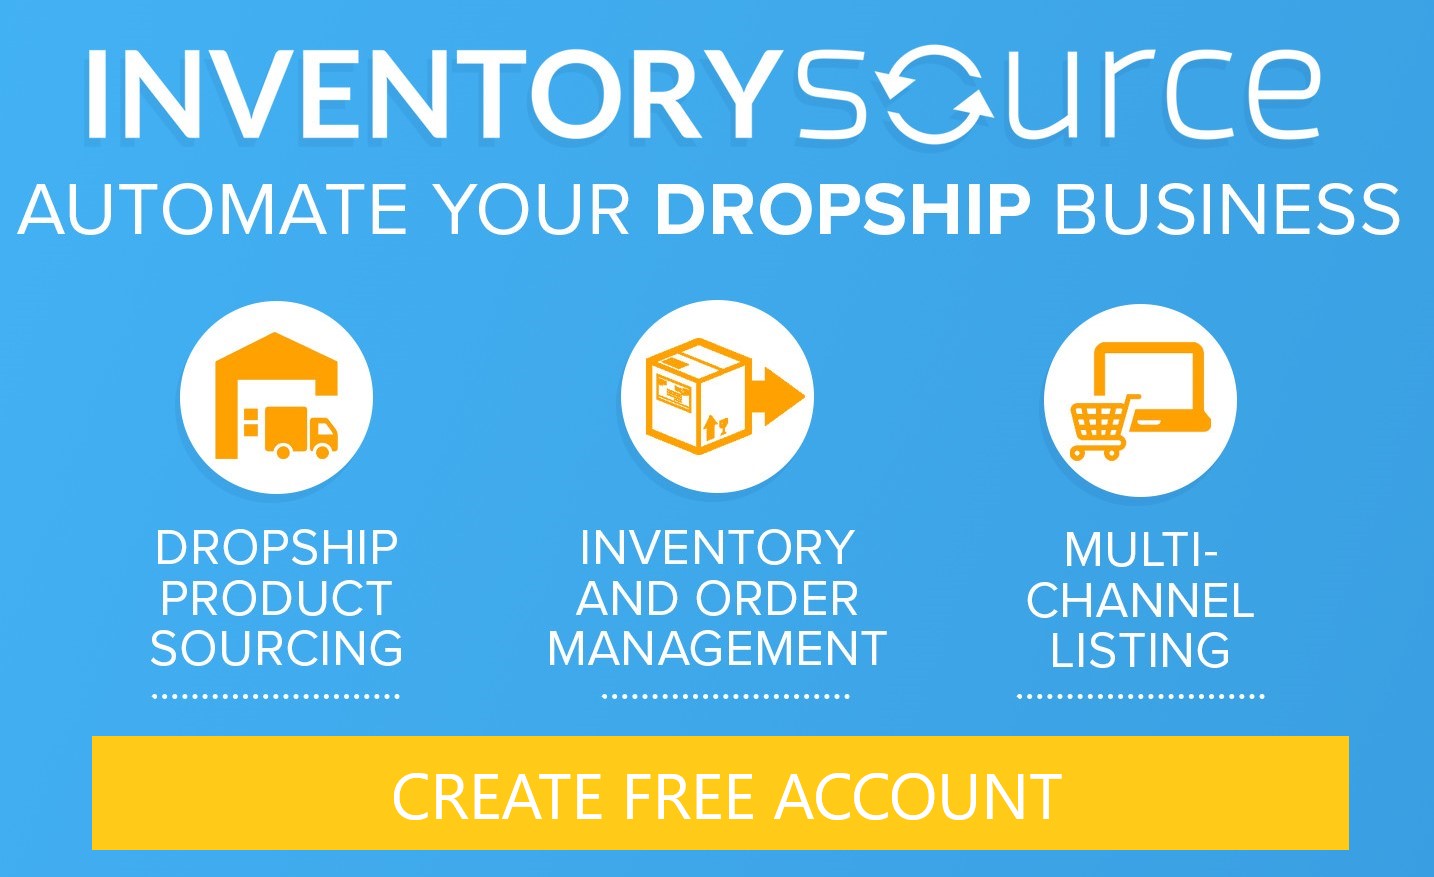 INVENTORYsource
AUTOMATE YOUR DROPSHIP BUSINESS
DROPSHIP
PRODUCT
SOURCING
INVENTORY
AND ORDER
MANAGEMENT
MULTI-
CHANNEL
LISTING
CREATE FREE ACCOUNT